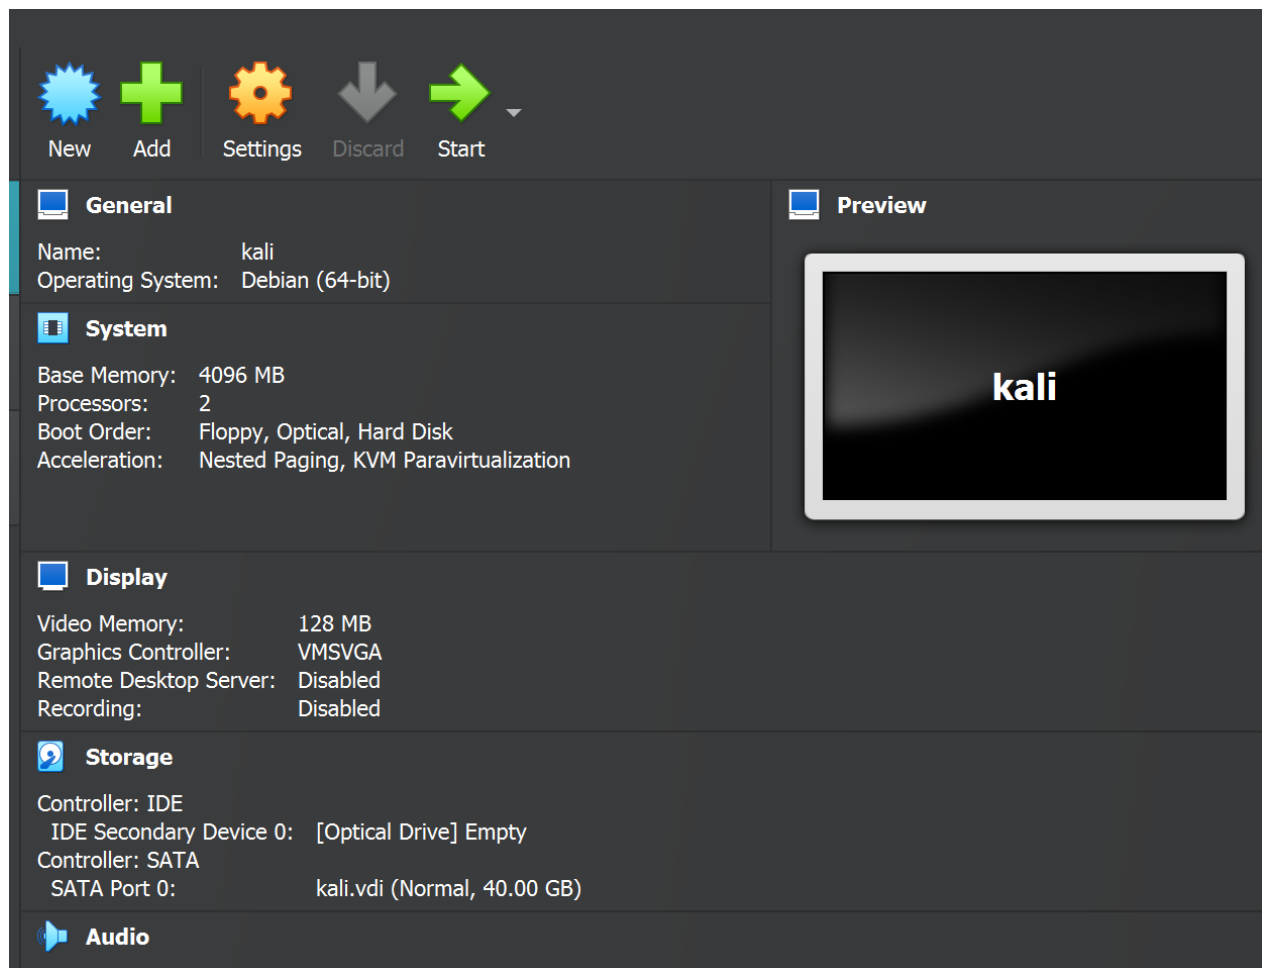 New Add Settings Discard Start
General
Name: kali
Operating System: Debian (64-bit)
System
Base Memory: 4096 MB
Processors: 2
Boot Order: Floppy, Optical, Hard Disk
Acceleration: Nested Paging, KVM Paravirtualization
Preview
kali
Display
Video Memory: 128 MB
Graphics Controller: VMSVGA
Remote Desktop Server: Disabled
Recording: Disabled
Storage
Controller: IDE
IDE Secondary Device 0: [Optical Drive] Empty
Controller: SATA
SATA Port 0: kali.vdi (Normal, 40.00 GB)
Audio